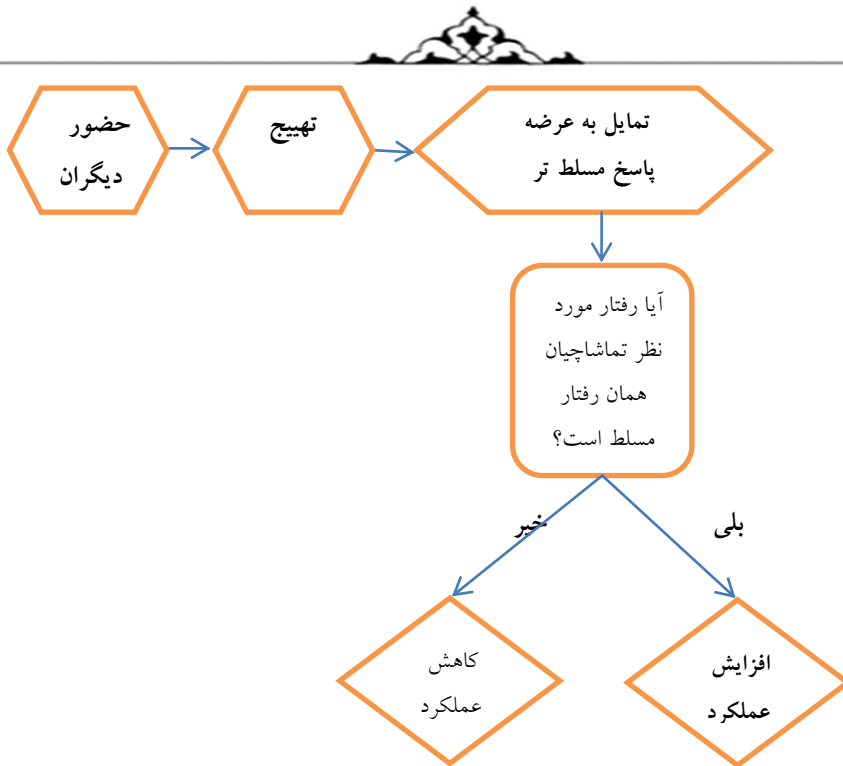 حضور
دیگران
تهییج
تمایل به عرضه
پاسخ مسلط تر
آیا رفتار مورد
نظر تماشاچیان
همان رفتار
مسلط است؟
خیر
بلی
کاهش
عملکرد
افزایش
عملکرد